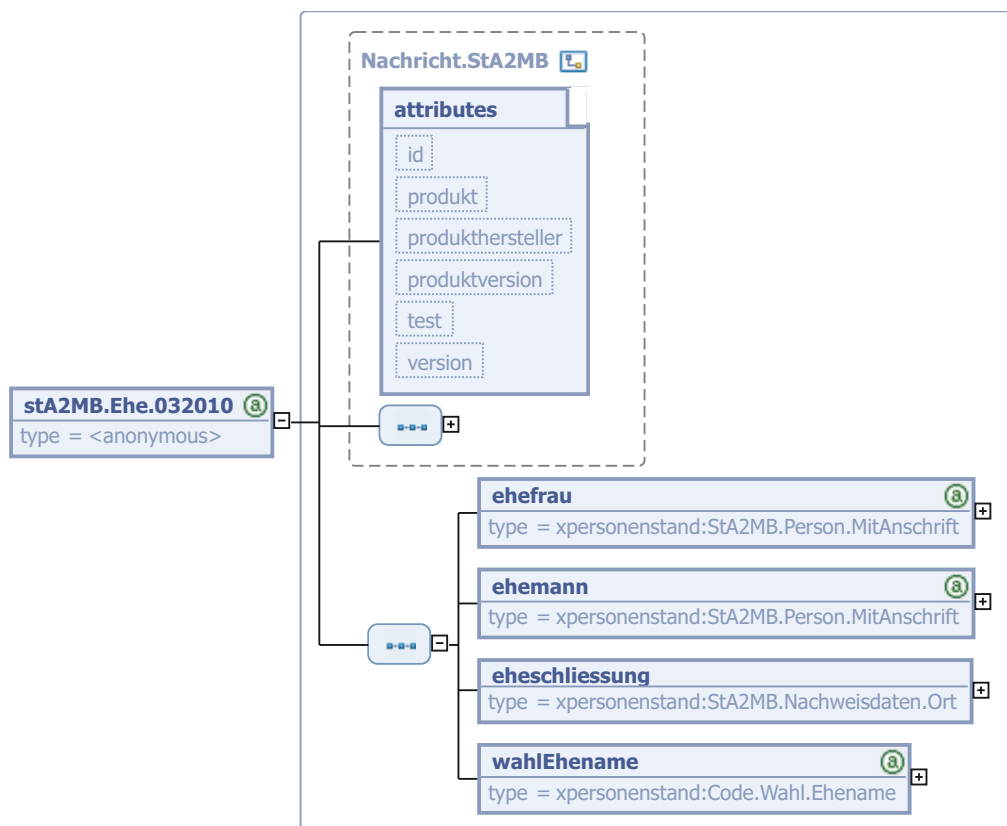 Nachricht.StA2MB
attributes
id
produkt
produkthersteller
produktversion
test
version
stA2MB.Ehe.032010 a
type = <anonymous>
ehefrau a
type = xpersonenstand:StA2MB.Person.MitAnschrift
ehemann a
type = xpersonenstand:StA2MB.Person.MitAnschrift
eheschliessung
type = xpersonenstand:StA2MB.Nachweisdaten.Ort
wahlEhename a
type = xpersonenstand:Code.Wahl.Ehename